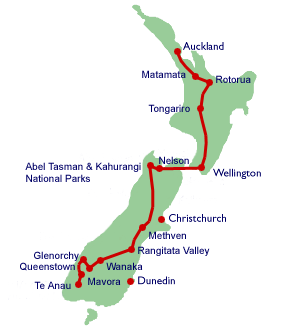 Auckland
Matamata
Rotorua
Tongariro
Nelson
Abel Tasman & Kahurangi
National Parks
Wellington
Christchurch
Methven
Rangitata Valley
Glenorchy
Queenstown
Wanaka
Te Anau
Mavora
Dunedin